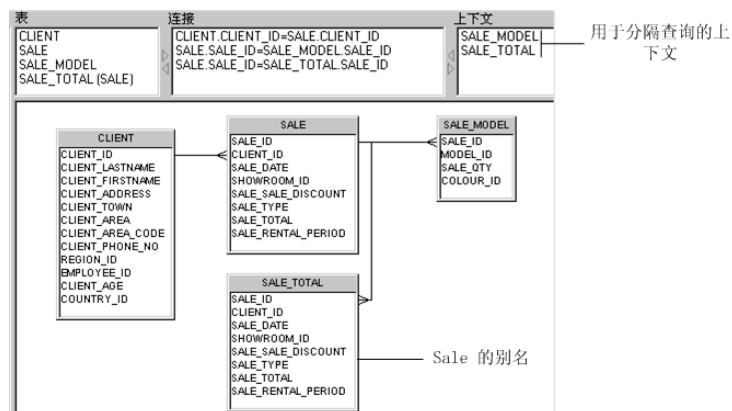 表
CLIENT
SALE
SALE_MODEL
SALE_TOTAL (SALE)
连接
CLIENT.CLIENT_ID=SALE.CLIENT_ID
SALE.SALE_ID=SALE_MODEL.SALE_ID
SALE.SALE_ID=SALE_TOTAL.SALE_ID
上下文
SALE_MODEL
SALE_TOTAL
用于分隔查询的上
下文
CLIENT
CLIENT_ID
CLIENT_LASTNAME
CLIENT_FIRSTNAME
CLIENT_ADDRESS
CLIENT_TOWN
CLIENT_AREA
CLIENT_AREA_CODE
CLIENT_PHONE_NO
REGION_ID
EMPLOYEE_ID
CLIENT_AGE
COUNTRY_ID
SALE
SALE_ID
CLIENT_ID
SALE_DATE
SHOWROOM_ID
SALE_SALE_DISCOUNT
SALE_TYPE
SALE_TOTAL
SALE_RENTAL_PERIOD
SALE_MODEL
SALE_ID
MODEL_ID
SALE_QTY
COLOUR_ID
SALE_TOTAL
SALE_ID
CLIENT_ID
SALE_DATE
SHOWROOM_ID
SALE_SALE_DISCOUNT
SALE_TYPE
SALE_TOTAL
SALE_RENTAL_PERIOD
Sale 的别名